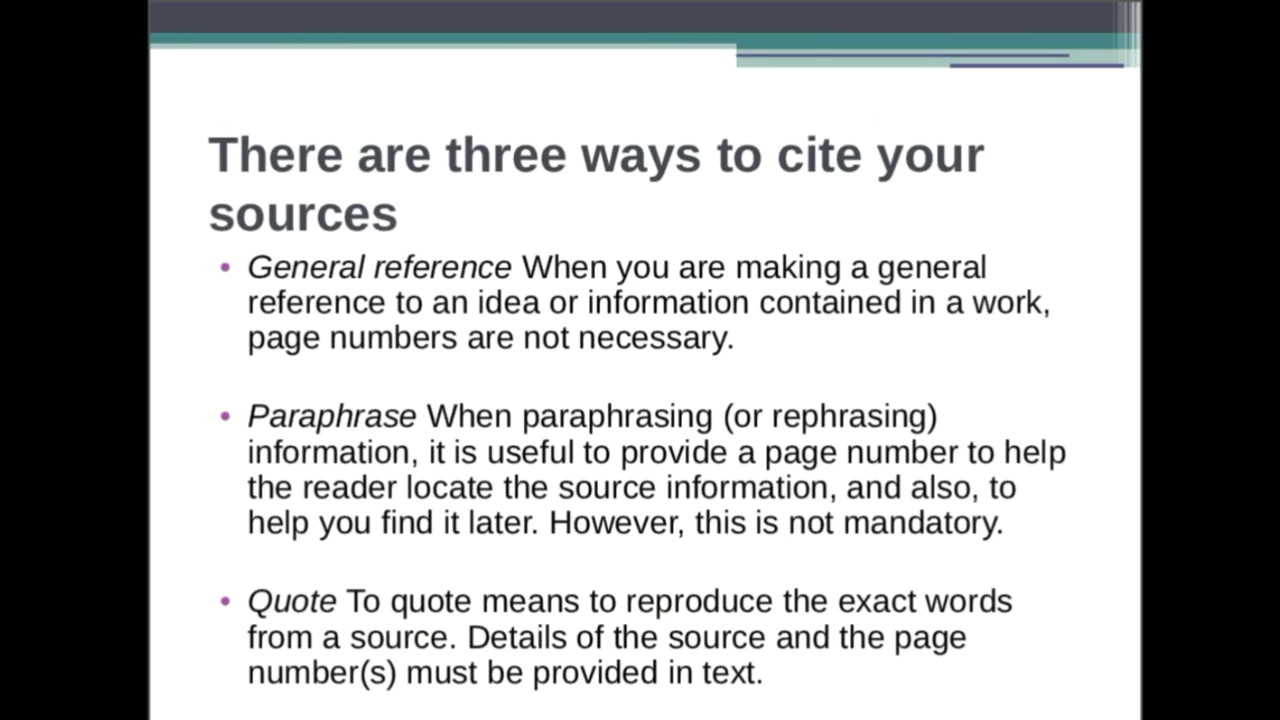 There are three ways to cite your
sources
• General reference When you are making a general
reference to an idea or information contained in a work,
page numbers are not necessary.
• Paraphrase When paraphrasing (or rephrasing)
information, it is useful to provide a page number to help
the reader locate the source information, and also, to
help you find it later. However, this is not mandatory.
• Quote To quote means to reproduce the exact words
from a source. Details of the source and the page
number(s) must be provided in text.